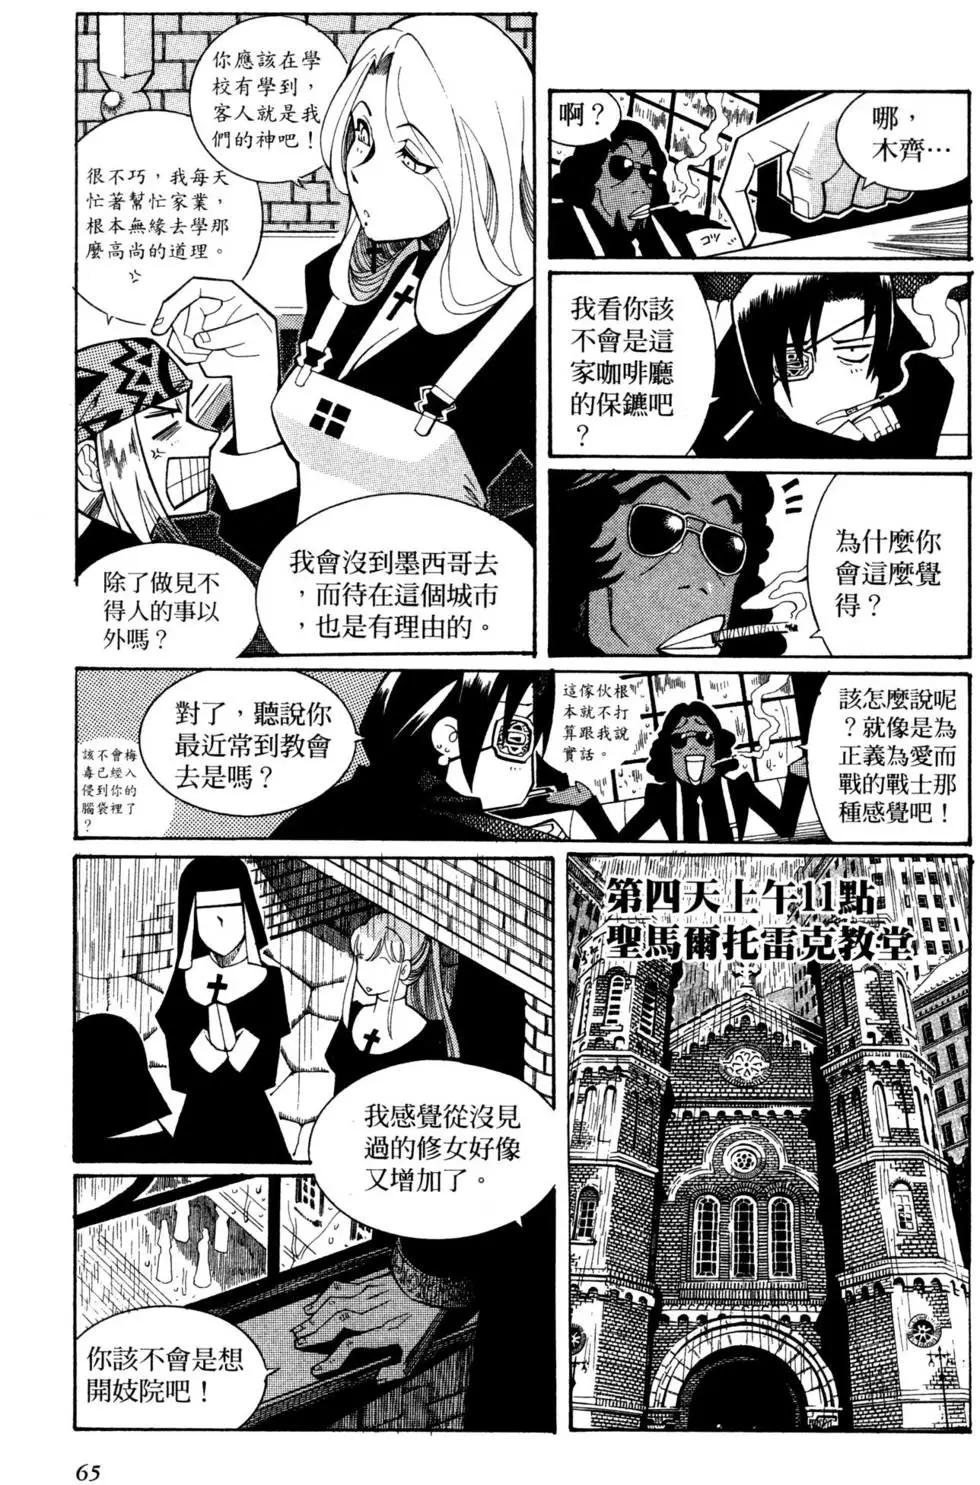 哪，
木齊…
啊？
コツ
我看你該
不會是這
家咖啡廳
的保鑣吧
？
為什麼你
會這麼覺
得？
你應該在學
校有學到，
客人就是我
們的神吧！
很不巧，我每天
忙著幫忙家業，
根本無緣去學那
麼高尚的道理。
我會沒到墨西哥去
，而待在這個城市
，也是有理由的。
除了做見不
得人的事以
外嗎？
該怎麼說呢
？就像是為
正義為愛而
戰的戰士那
種感覺吧！
這傢伙根
本就不打
算跟我說
實話。
對了，聽說你
最近常到教會
去是嗎？
該不會梅
毒已經入
侵到你的
腦袋裡了
？
第四天上午11點
聖馬爾托雷克教堂
我感覺從沒見
過的修女好像
又增加了。
你該不會是想
開妓院吧！
65